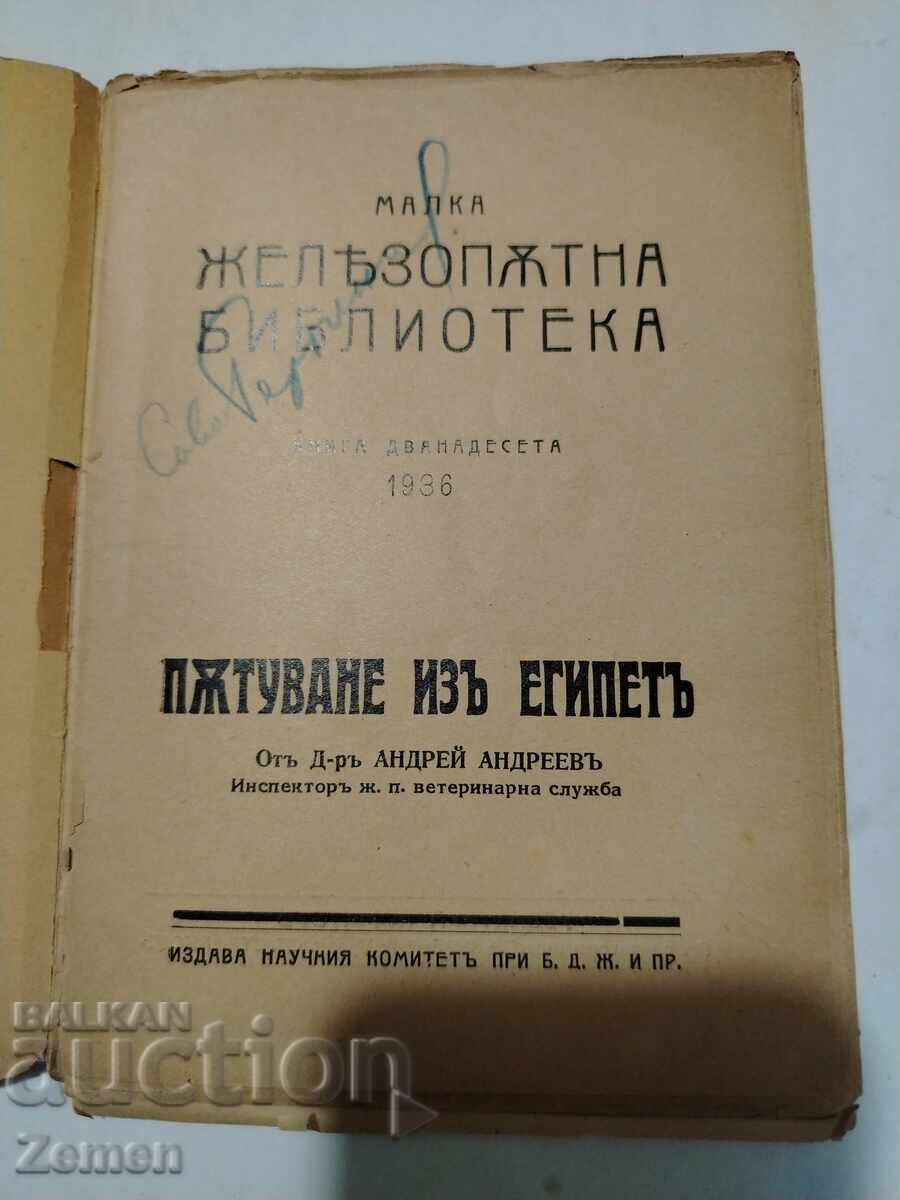 МАЛКА
ЖЕЛѢЗОПѪТНА
БИБЛИОТЕКА
КНИГА ДВАНАДЕСЕТА
1936
ПѪТУВАНЕ ИЗЪ ЕГИПЕТЪ
Отъ Д-ръ АНДРЕЙ АНДРЕЕВЪ
Инспекторъ ж. п. ветеринарна служба
ИЗДАВА НАУЧНИЯ КОМИТЕТЪ ПРИ Б. Д. Ж. И ПР.
BALKAN
auction
Zemen